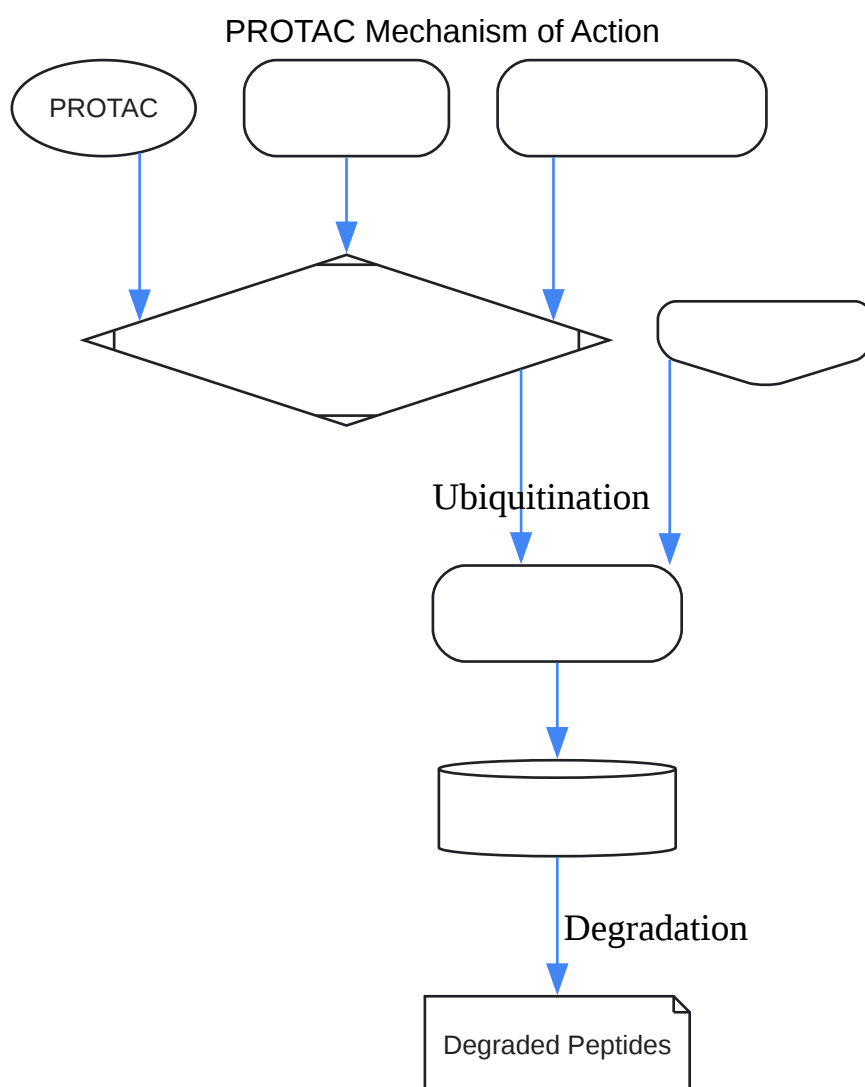 PROTAC Mechanism of Action
PROTAC
Ubiquitination
Degradation
Degraded Peptides